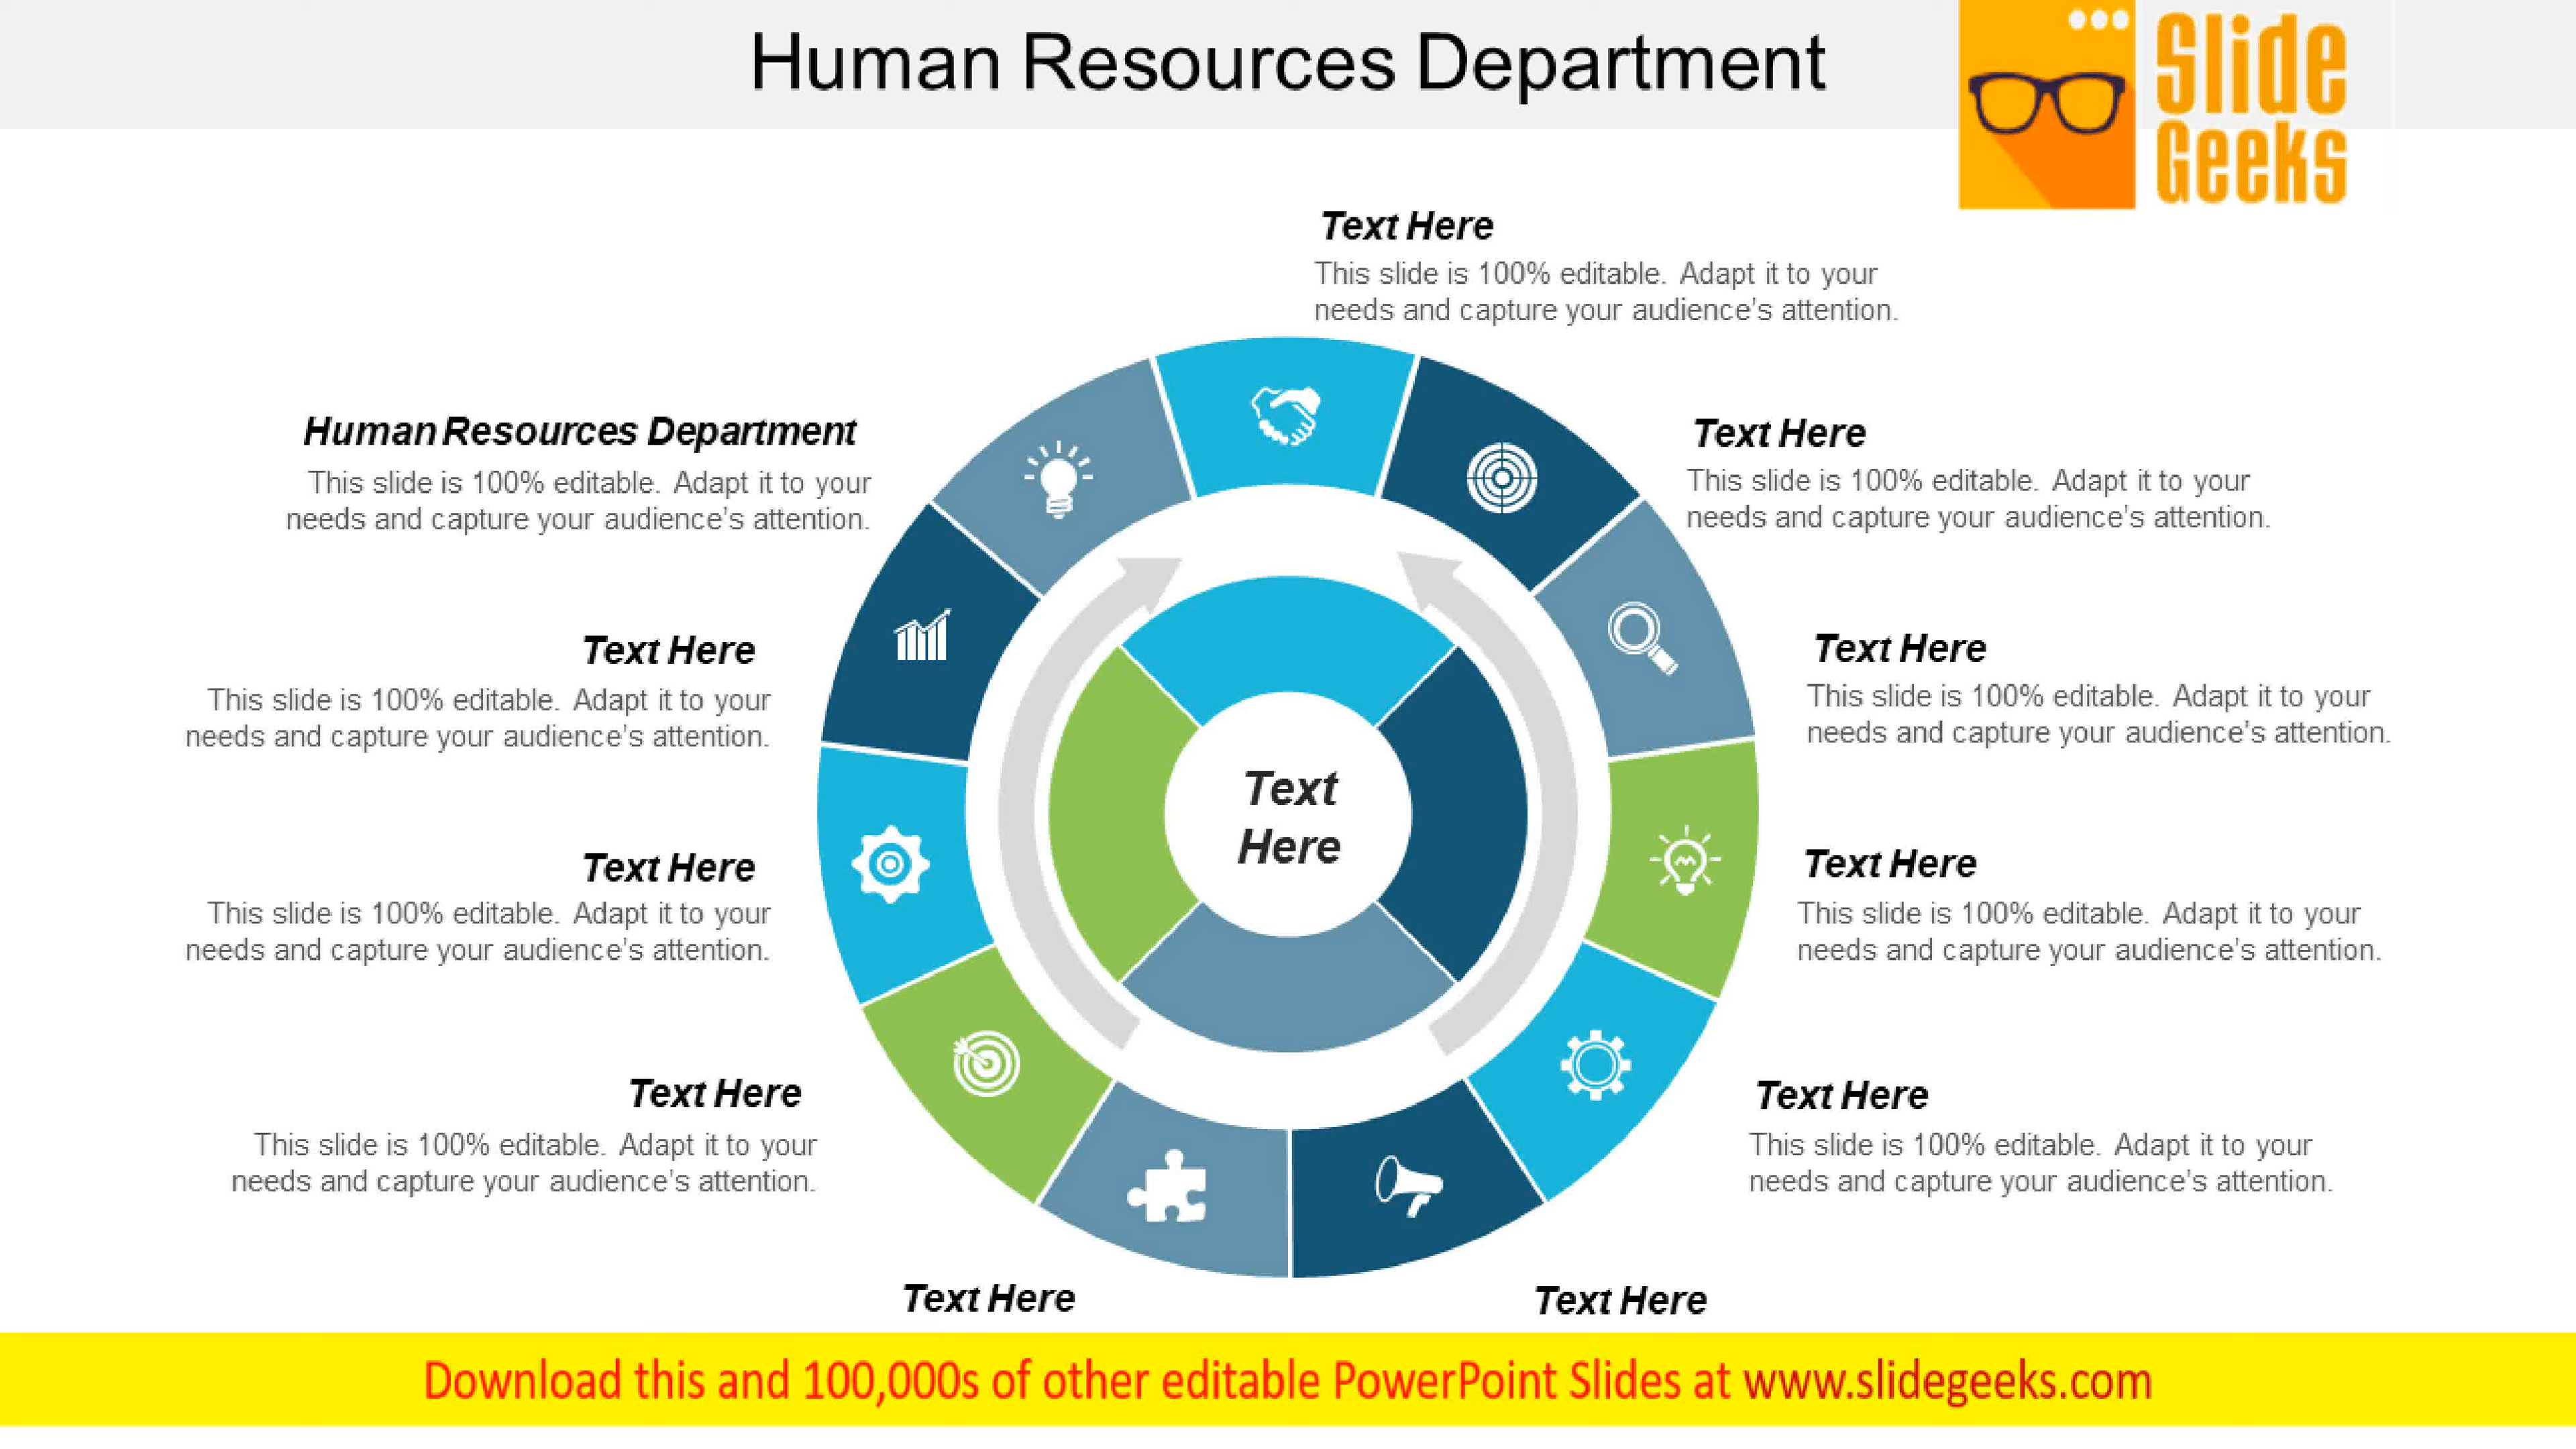 Human Resources Department
Slide
Geeks
Text Here
This slide is 100% editable. Adapt it to your
needs and capture your audience's attention.
Human Resources Department
This slide is 100% editable. Adapt it to your
needs and capture your audience's attention.
Text Here
This slide is 100% editable. Adapt it to your
needs and capture your audience's attention.
Text Here
This slide is 100% editable. Adapt it to your
needs and capture your audience's attention.
Text Here
This slide is 100% editable. Adapt it to your
needs and capture your audience's attention.
Text
Here
Text Here
This slide is 100% editable. Adapt it to your
needs and capture your audience's attention.
Text Here
This slide is 100% editable. Adapt it to your
needs and capture your audience's attention.
Text Here
This slide is 100% editable. Adapt it to your
needs and capture your audience's attention.
Text Here
This slide is 100% editable. Adapt it to your
needs and capture your audience's attention.
Text Here
Text Here
Download this and 100,000s of other editable PowerPoint Slides at www.slidegeeks.com